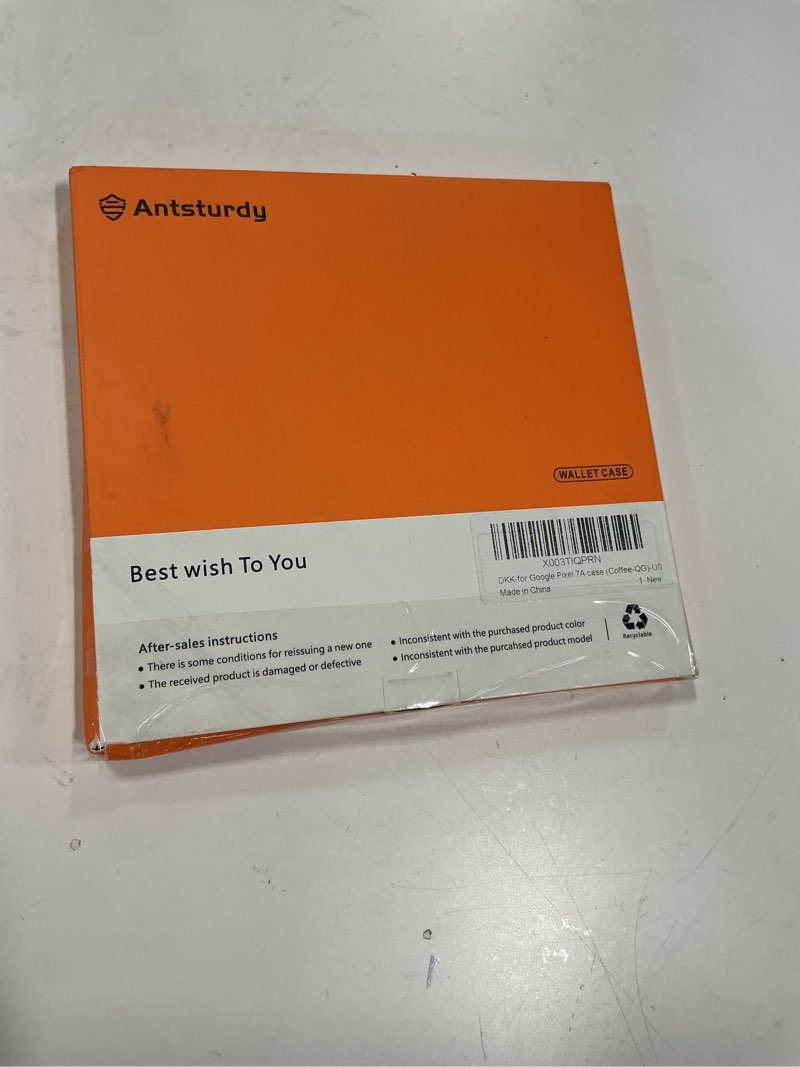 Antsturdy
WALLET CASE
Best wish To You
X003TIQPRN
DKK-for Google Pixel 7A case (Coffee-QG)-US
Made in China
1 New
After-sales instructions
• There is some conditions for reissuing a new one
• The received product is damaged or defective
• Inconsistent with the purchased product color
• Inconsistent with the purcahsed product model
Recyclable